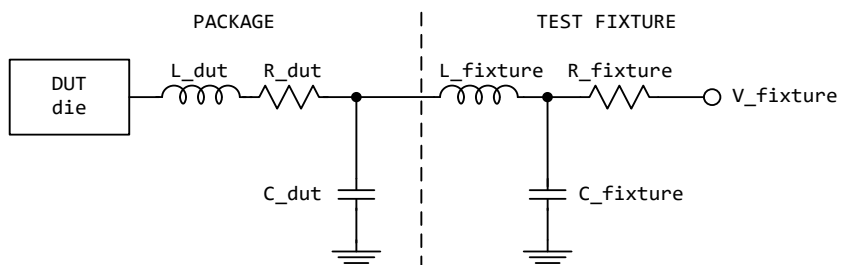 PACKAGE
TEST FIXTURE
L_dut
R_dut
L_fixture
R_fixture
DUT
die
V_fixture
C_dut
C_fixture